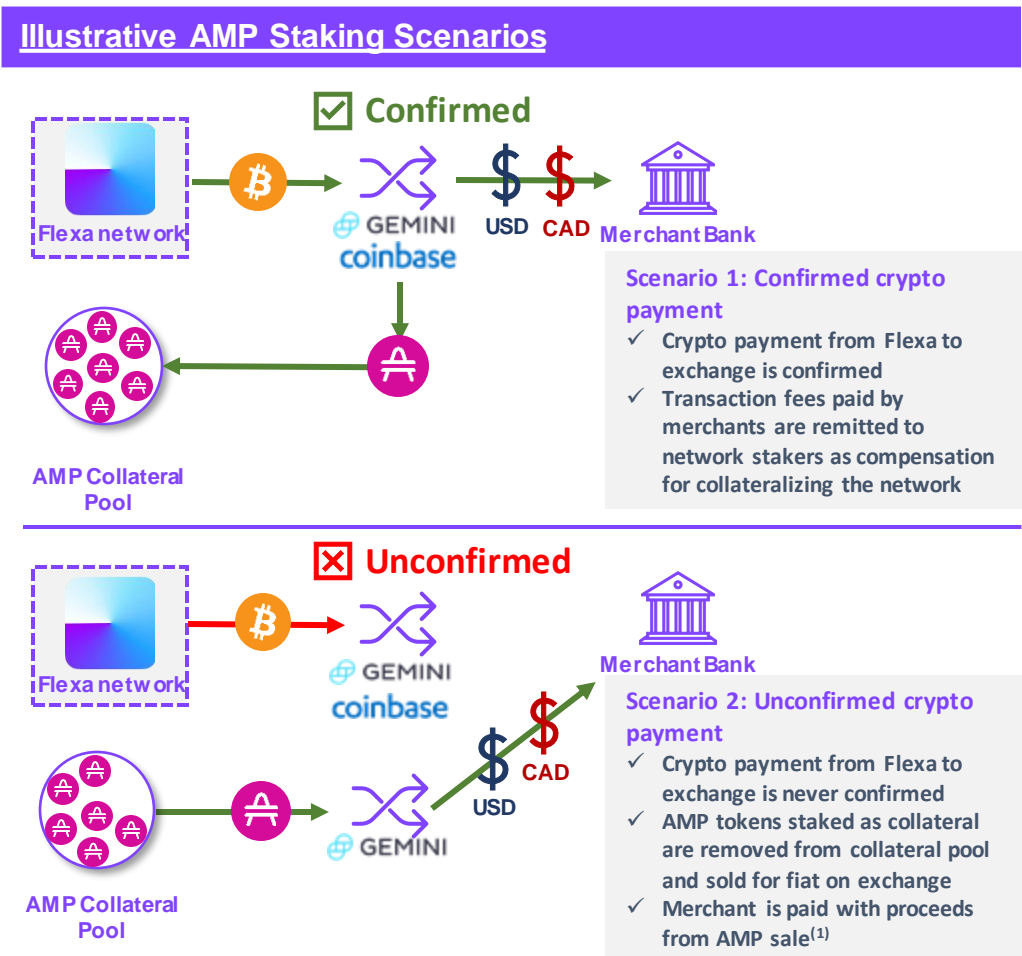 Illustrative AMP Staking Scenarios
Confirmed
Flexa network
GEMINI
coinbase
USD
CAD
Merchant Bank
Scenario 1: Confirmed crypto
payment
✓ Crypto payment from Flexa to
exchange is confirmed
✓ Transaction fees paid by
merchants are remitted to
network stakers as compensation
for collateralizing the network
AMP Collateral
Pool
Unconfirmed
Flexa network
GEMINI
coinbase
Merchant Bank
Scenario 2: Unconfirmed crypto
payment
✓ Crypto payment from Flexa to
exchange is never confirmed
✓ AMP tokens staked as collateral
are removed from collateral pool
and sold for fiat on exchange
✓ Merchant is paid with proceeds
from AMP sale(1)
CAD
USD
GEMINI
AMP Collateral
Pool